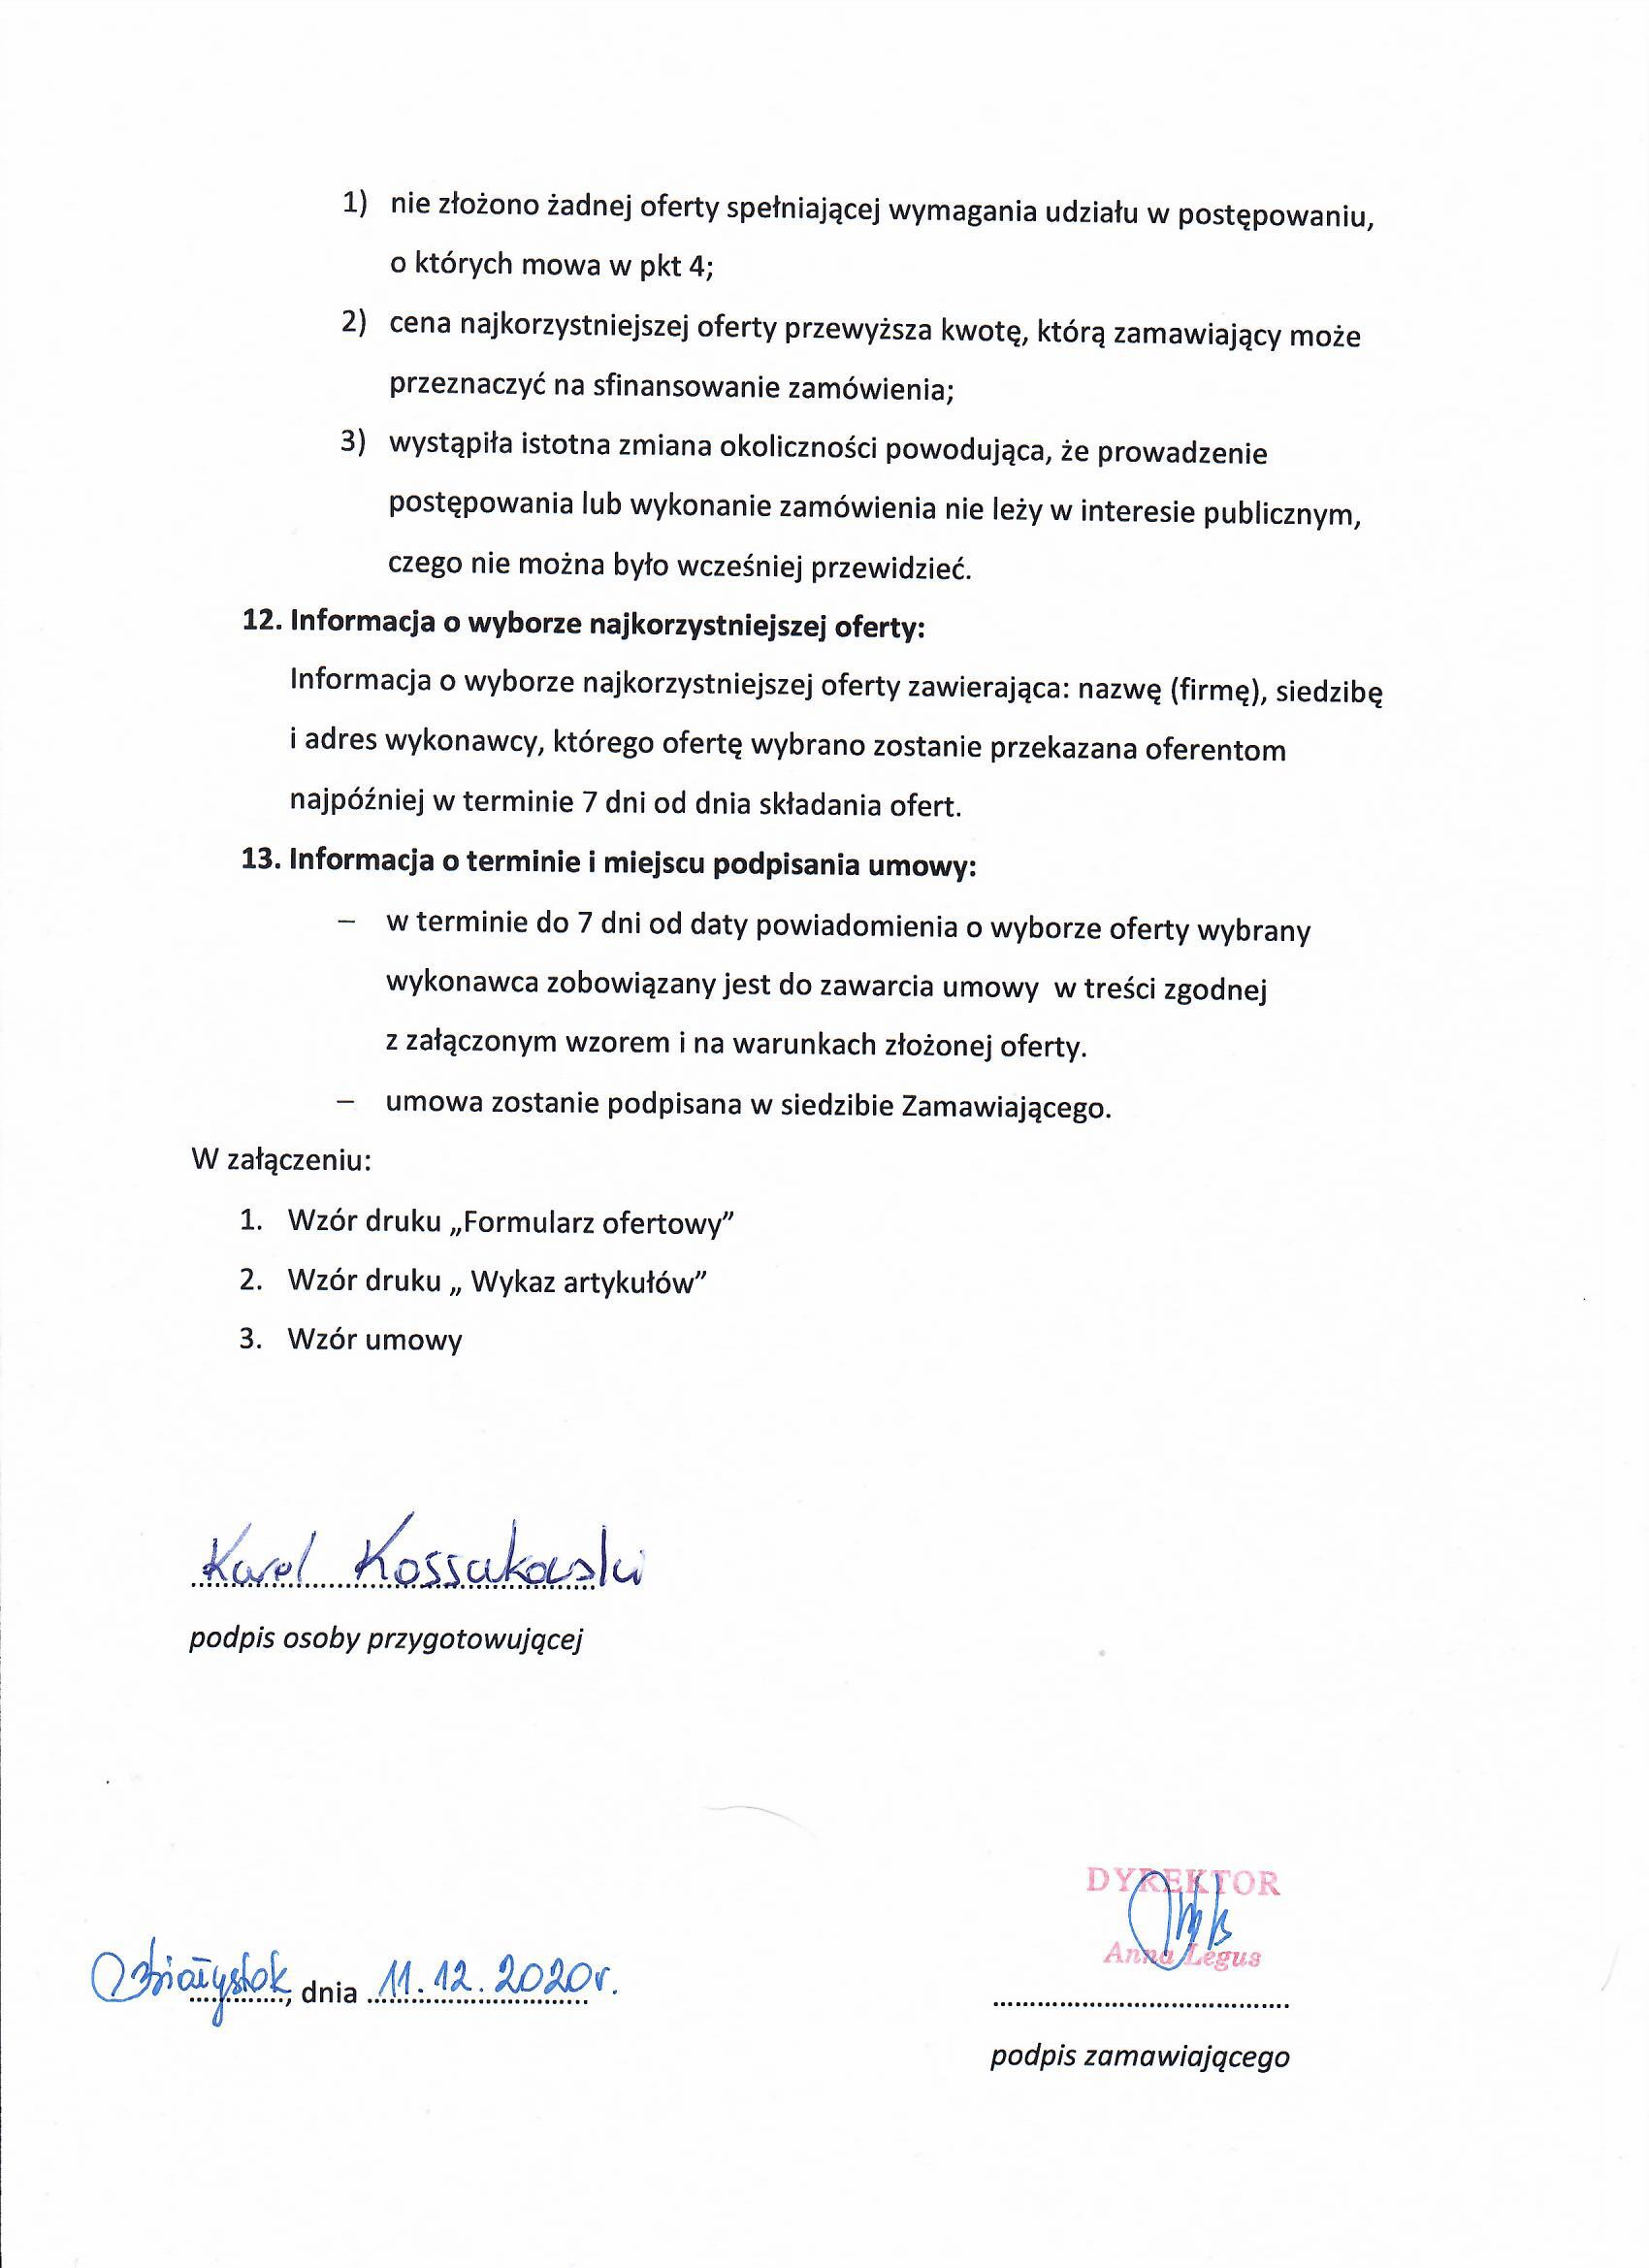 1) nie złożono żadnej oferty spełniającej wymagania udziału w postępowaniu,
o których mowa w pkt 4;
2) cena najkorzystniejszej oferty przewyższa kwotę, którą zamawiający może
przeznaczyć na sfinansowanie zamówienia;
3) wystąpiła istotna zmiana okoliczności powodująca, że prowadzenie
postępowania lub wykonanie zamówienia nie leży w interesie publicznym,
czego nie można było wcześniej przewidzieć.
12. Informacja o wyborze najkorzystniejszej oferty:
Informacja o wyborze najkorzystniejszej oferty zawierająca: nazwę (firmę), siedzibę
i adres wykonawcy, którego ofertę wybrano zostanie przekazana oferentom
najpóźniej w terminie 7 dni od dnia składania ofert.
13. Informacja o terminie i miejscu podpisania umowy:
– w terminie do 7 dni od daty powiadomienia o wyborze oferty wybrany
wykonawca zobowiązany jest do zawarcia umowy w treści zgodnej
z załączonym wzorem i na warunkach złożonej oferty.
– umowa zostanie podpisana w siedzibie Zamawiającego.
W załączeniu:
1. Wzór druku „Formularz ofertowy”
2. Wzór druku „ Wykaz artykułów”
3. Wzór umowy
Karol Kossakowski
podpis osoby przygotowującej
DYREKTOR
Anna Legus
Białystok, dnia 11.12.2020r.
podpis zamawiającego